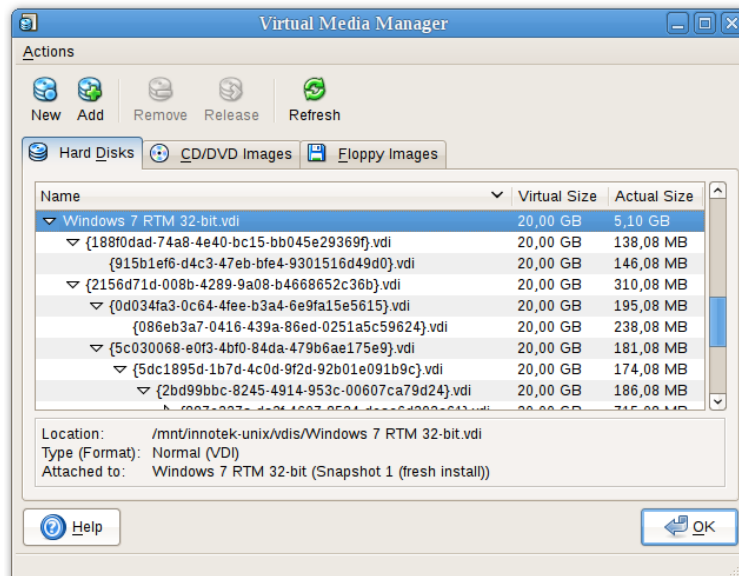 Virtual Media Manager
Actions
New Add Remove Release Refresh
Hard Disks CD/DVD Images Floppy Images
Name Virtual Size Actual Size
Windows 7 RTM 32-bit.vdi 20,00 GB 5,10 GB
{188f0dad-74a8-4e40-bc15-bb045e29369f}.vdi 20,00 GB 138,08 MB
{915b1ef6-d4c3-47eb-bfe4-9301516d49d0}.vdi 20,00 GB 146,08 MB
{2156d71d-008b-4289-9a08-b4668652c36b}.vdi 20,00 GB 310,08 MB
{0d034fa3-0c64-4fee-b3a4-6e9fa15e5615}.vdi 20,00 GB 195,08 MB
{086eb3a7-0416-439a-86ed-0251a5c59624}.vdi 20,00 GB 238,08 MB
{5c030068-e0f3-4bf0-84da-479b6ae175e9}.vdi 20,00 GB 181,08 MB
{5dc1895d-1b7d-4c0d-9f2d-92b01e091b9c}.vdi 20,00 GB 174,08 MB
{2bd99bbc-8245-4914-953c-00607ca79d24}.vdi 20,00 GB 186,08 MB
20,00 GB 715,08 MB
Location: /mnt/innotek-unix/vdis/Windows 7 RTM 32-bit.vdi
Type (Format): Normal (VDI)
Attached to: Windows 7 RTM 32-bit (Snapshot 1 (fresh install))
Help OK